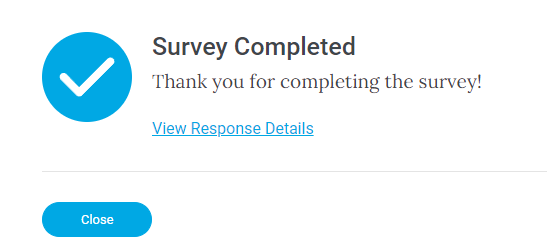 Survey Completed
Thank you for completing the survey!
View Response Details
Close